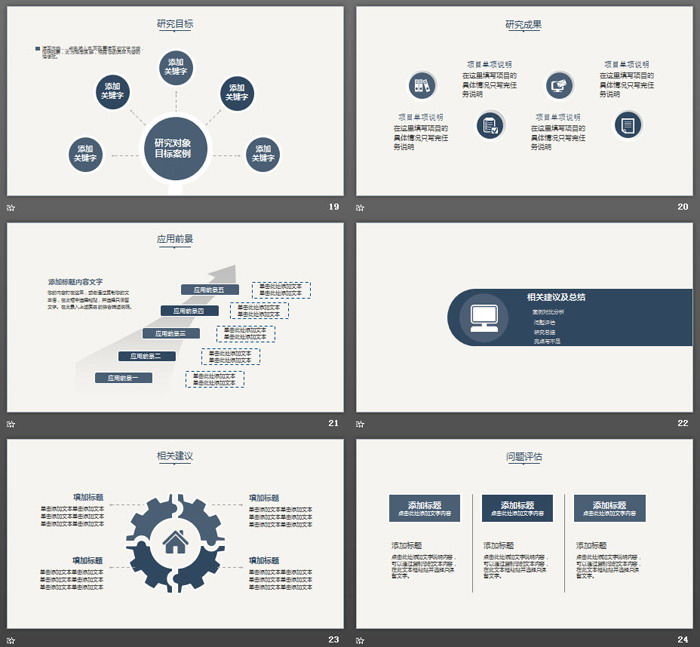 研究目标
添加
关键字
添加
关键字
添加
关键字
添加
关键字
添加
关键字
研究对象
目标案例
19
研究成果
项目单项说明
在这里填写项目的
具体情况只写完任
务说明
项目单项说明
在这里填写项目的
具体情况只写完任
务说明
项目单项说明
在这里填写项目的
具体情况只写完任
务说明
项目单项说明
在这里填写项目的
具体情况只写完任
务说明
20
应用前景
添加标题内容文字
应用前景五
单击此处添加文本
单击此处添加文本
应用前景四
单击此处添加文本
单击此处添加文本
应用前景三
单击此处添加文本
单击此处添加文本
应用前景二
单击此处添加文本
单击此处添加文本
应用前景一
单击此处添加文本
单击此处添加文本
21
相关建议及总结
案例对比分析
问题评估
研究总结
亮点与不足
22
相关建议
填加标题
单击添加文本单击添加文本
单击添加文本单击添加文本
单击添加文本单击添加文本
填加标题
单击添加文本单击添加文本
单击添加文本单击添加文本
单击添加文本单击添加文本
填加标题
单击添加文本单击添加文本
单击添加文本单击添加文本
单击添加文本单击添加文本
填加标题
单击添加文本单击添加文本
单击添加文本单击添加文本
单击添加文本单击添加文本
23
问题评估
添加标题
点击此处添加文字内容
添加标题
点击此处添加文字内容
添加标题
点击此处添加文字内容
添加标题
添加标题
添加标题
24